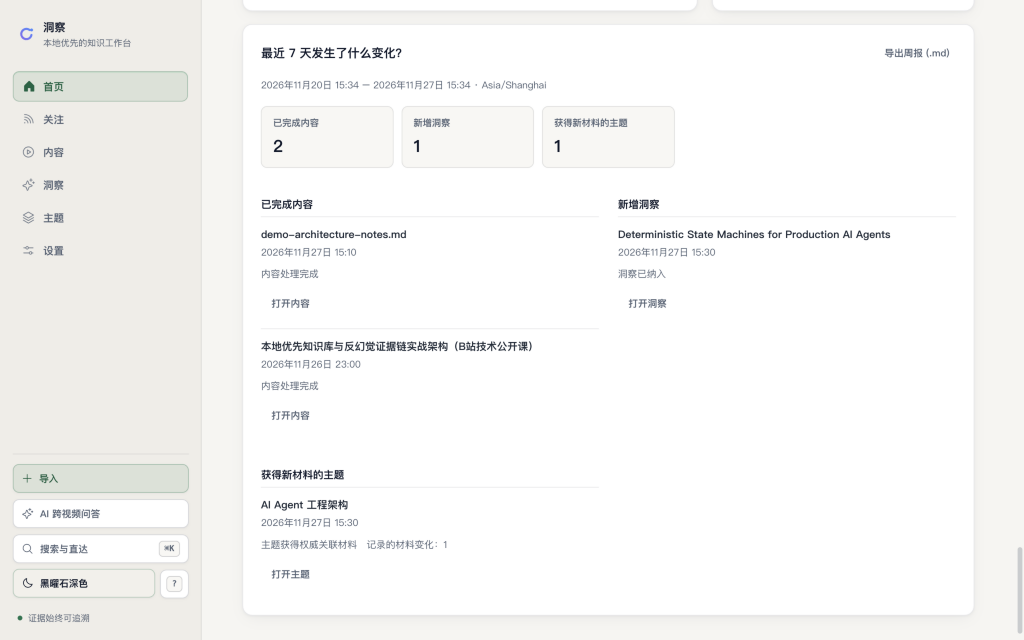 洞察
本地优先的知识工作台
首页
关注
内容
洞察
主题
设置
导入
AI 跨视频问答
搜索与直达
⌘K
黑曜石深色
?
证据始终可追溯
最近 7 天发生了什么变化?
导出周报 (.md)
2026年11月20日 15:34 — 2026年11月27日 15:34 · Asia/Shanghai
已完成内容
2
新增洞察
1
获得新材料的主题
1
已完成内容
demo-architecture-notes.md
2026年11月27日 15:10
内容处理完成
打开内容
本地优先知识库与反幻觉证据链实战架构（B站技术公开课）
2026年11月26日 23:00
内容处理完成
打开内容
新增洞察
Deterministic State Machines for Production AI Agents
2026年11月27日 15:30
洞察已纳入
打开洞察
获得新材料的主题
AI Agent 工程架构
2026年11月27日 15:30
主题获得权威关联材料 记录的材料变化：1
打开主题